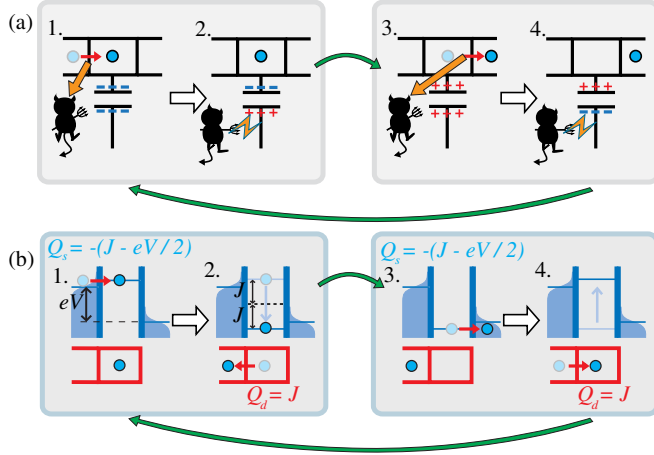 (a)
1.
2.
3.
4.
- - -
+ + +
+ + +
+ + +
+ + +
- - -
(b)
Qs = -(J - eV / 2)
Qs = -(J - eV / 2)
1.
2.
3.
4.
eV
J
J
Qd = J
Qd = J